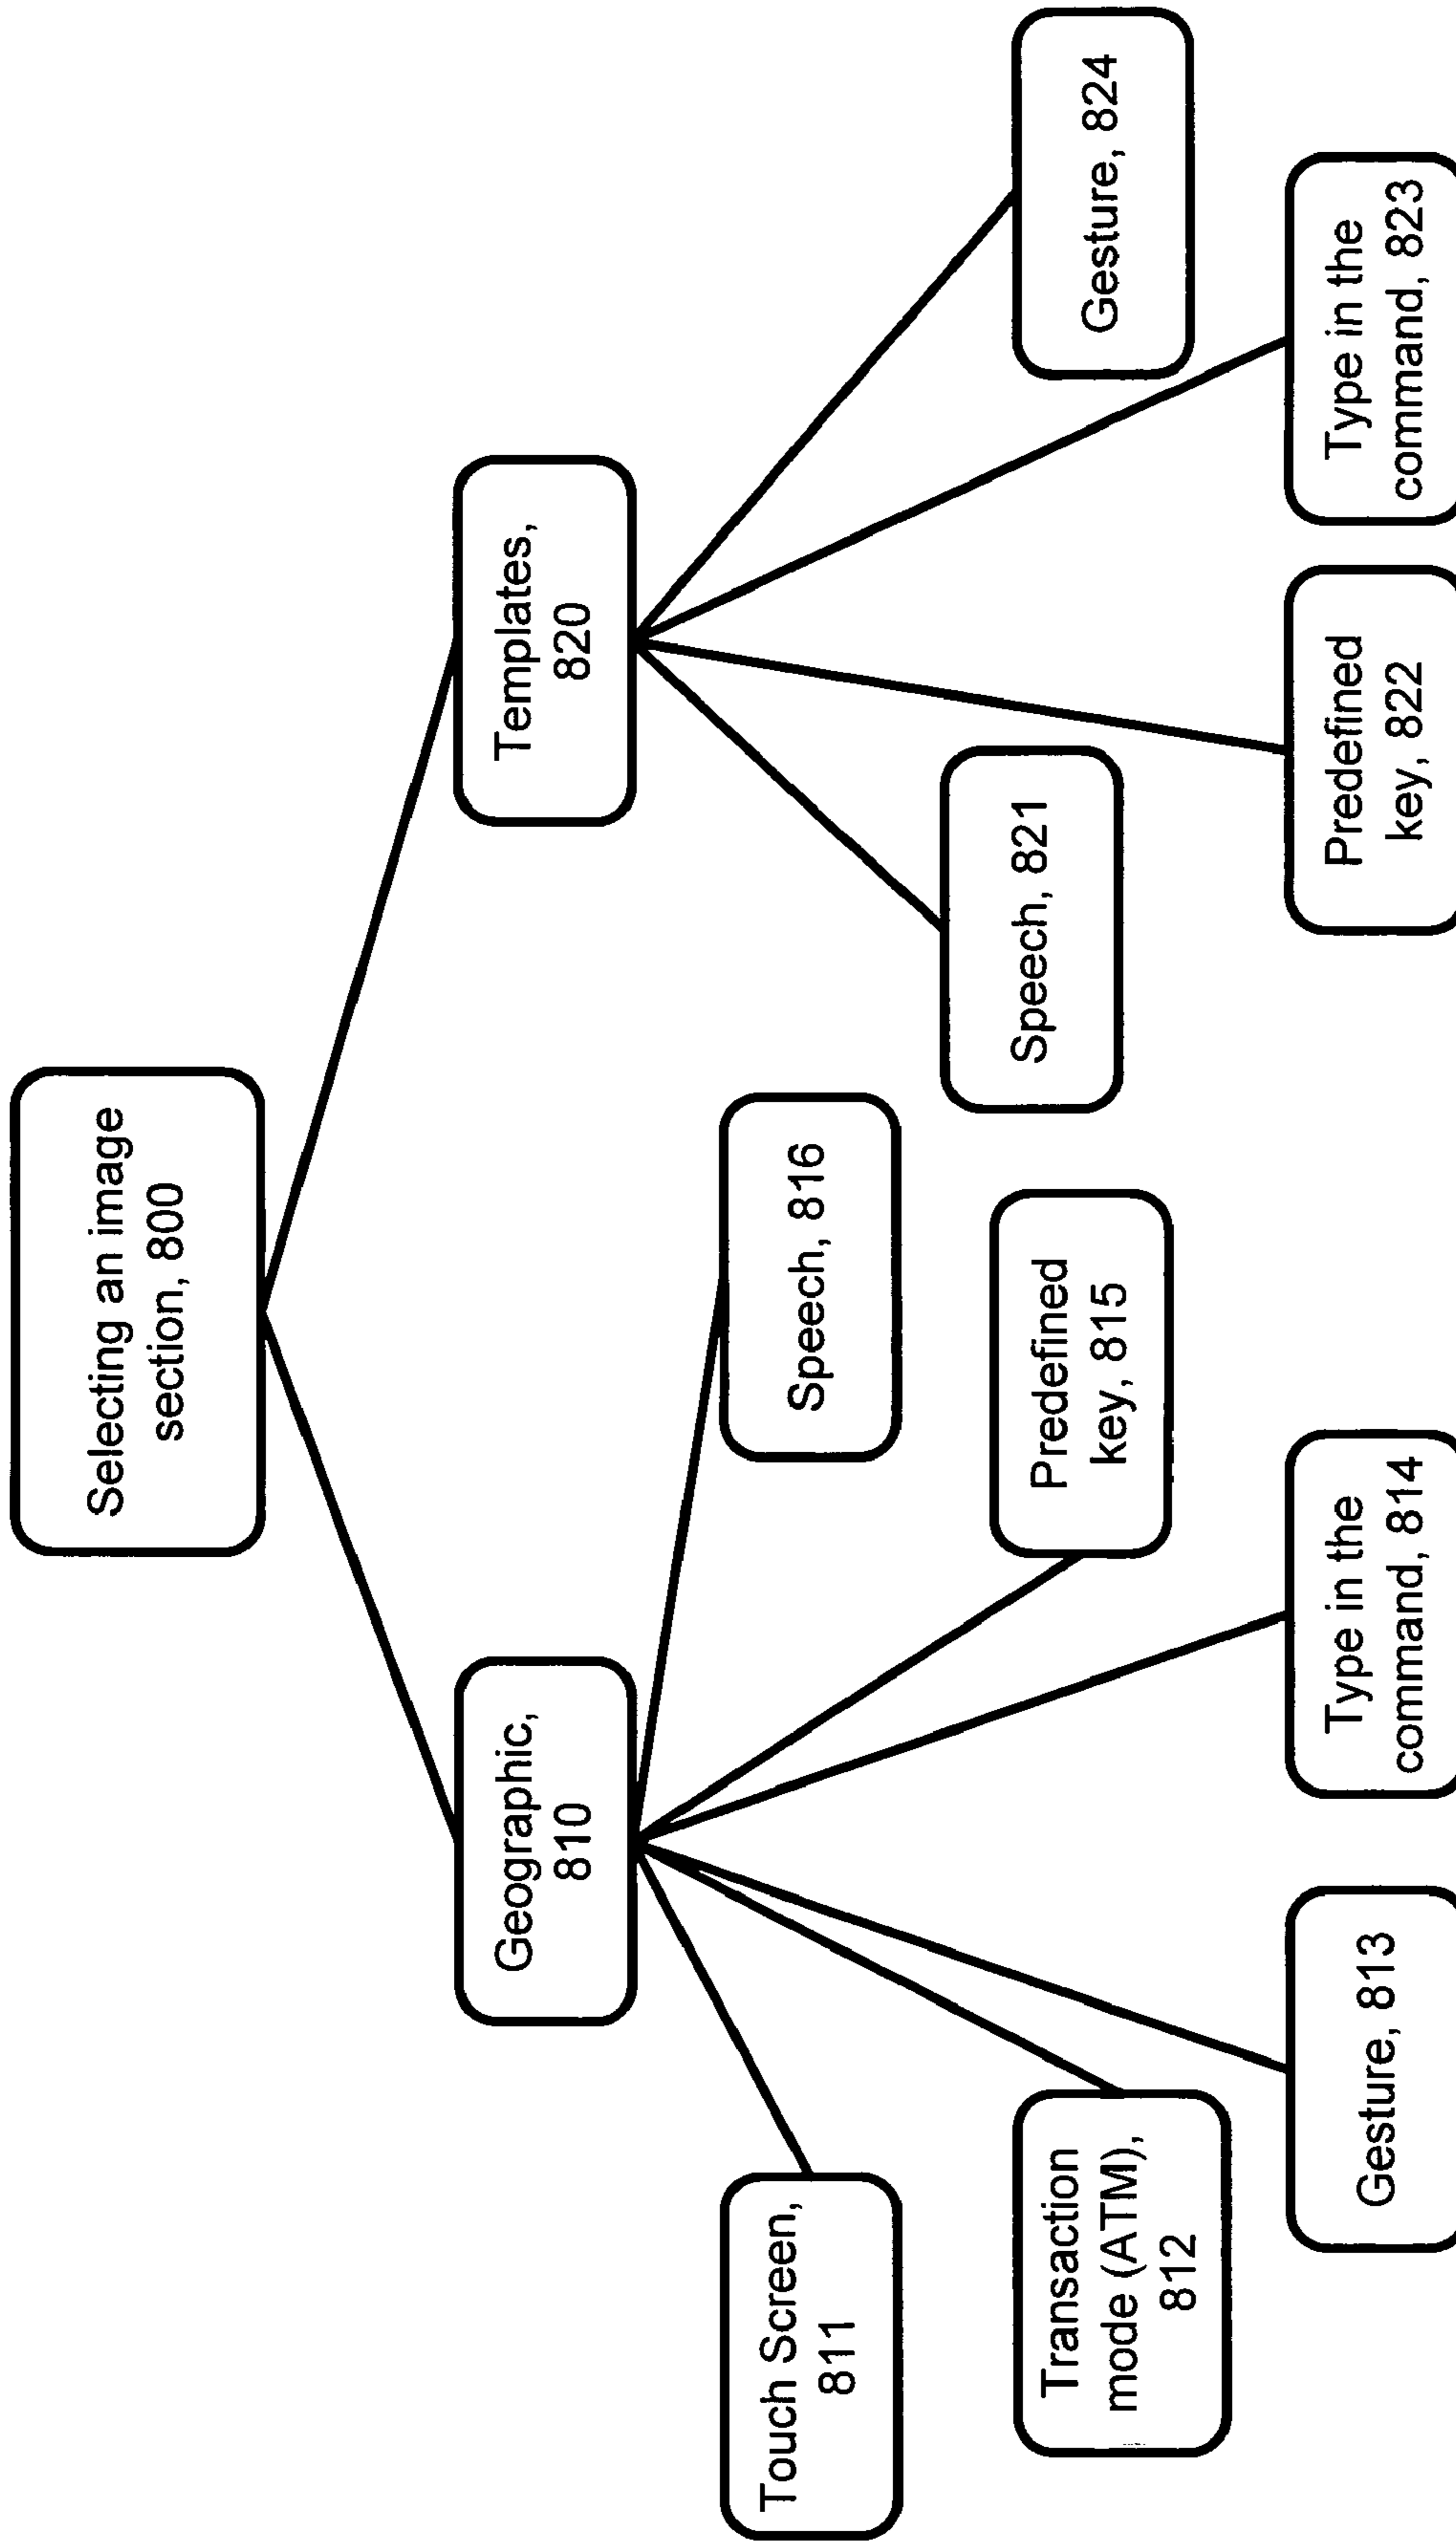 Selecting an image
section, 800
Geographic,
810
Templates,
820
Touch Screen,
811
Transaction
mode (ATM),
812
Gesture, 813
Type in the
command, 814
Predefined
key, 815
Speech, 816
Speech, 821
Predefined
key, 822
Type in the
command, 823
Gesture, 824